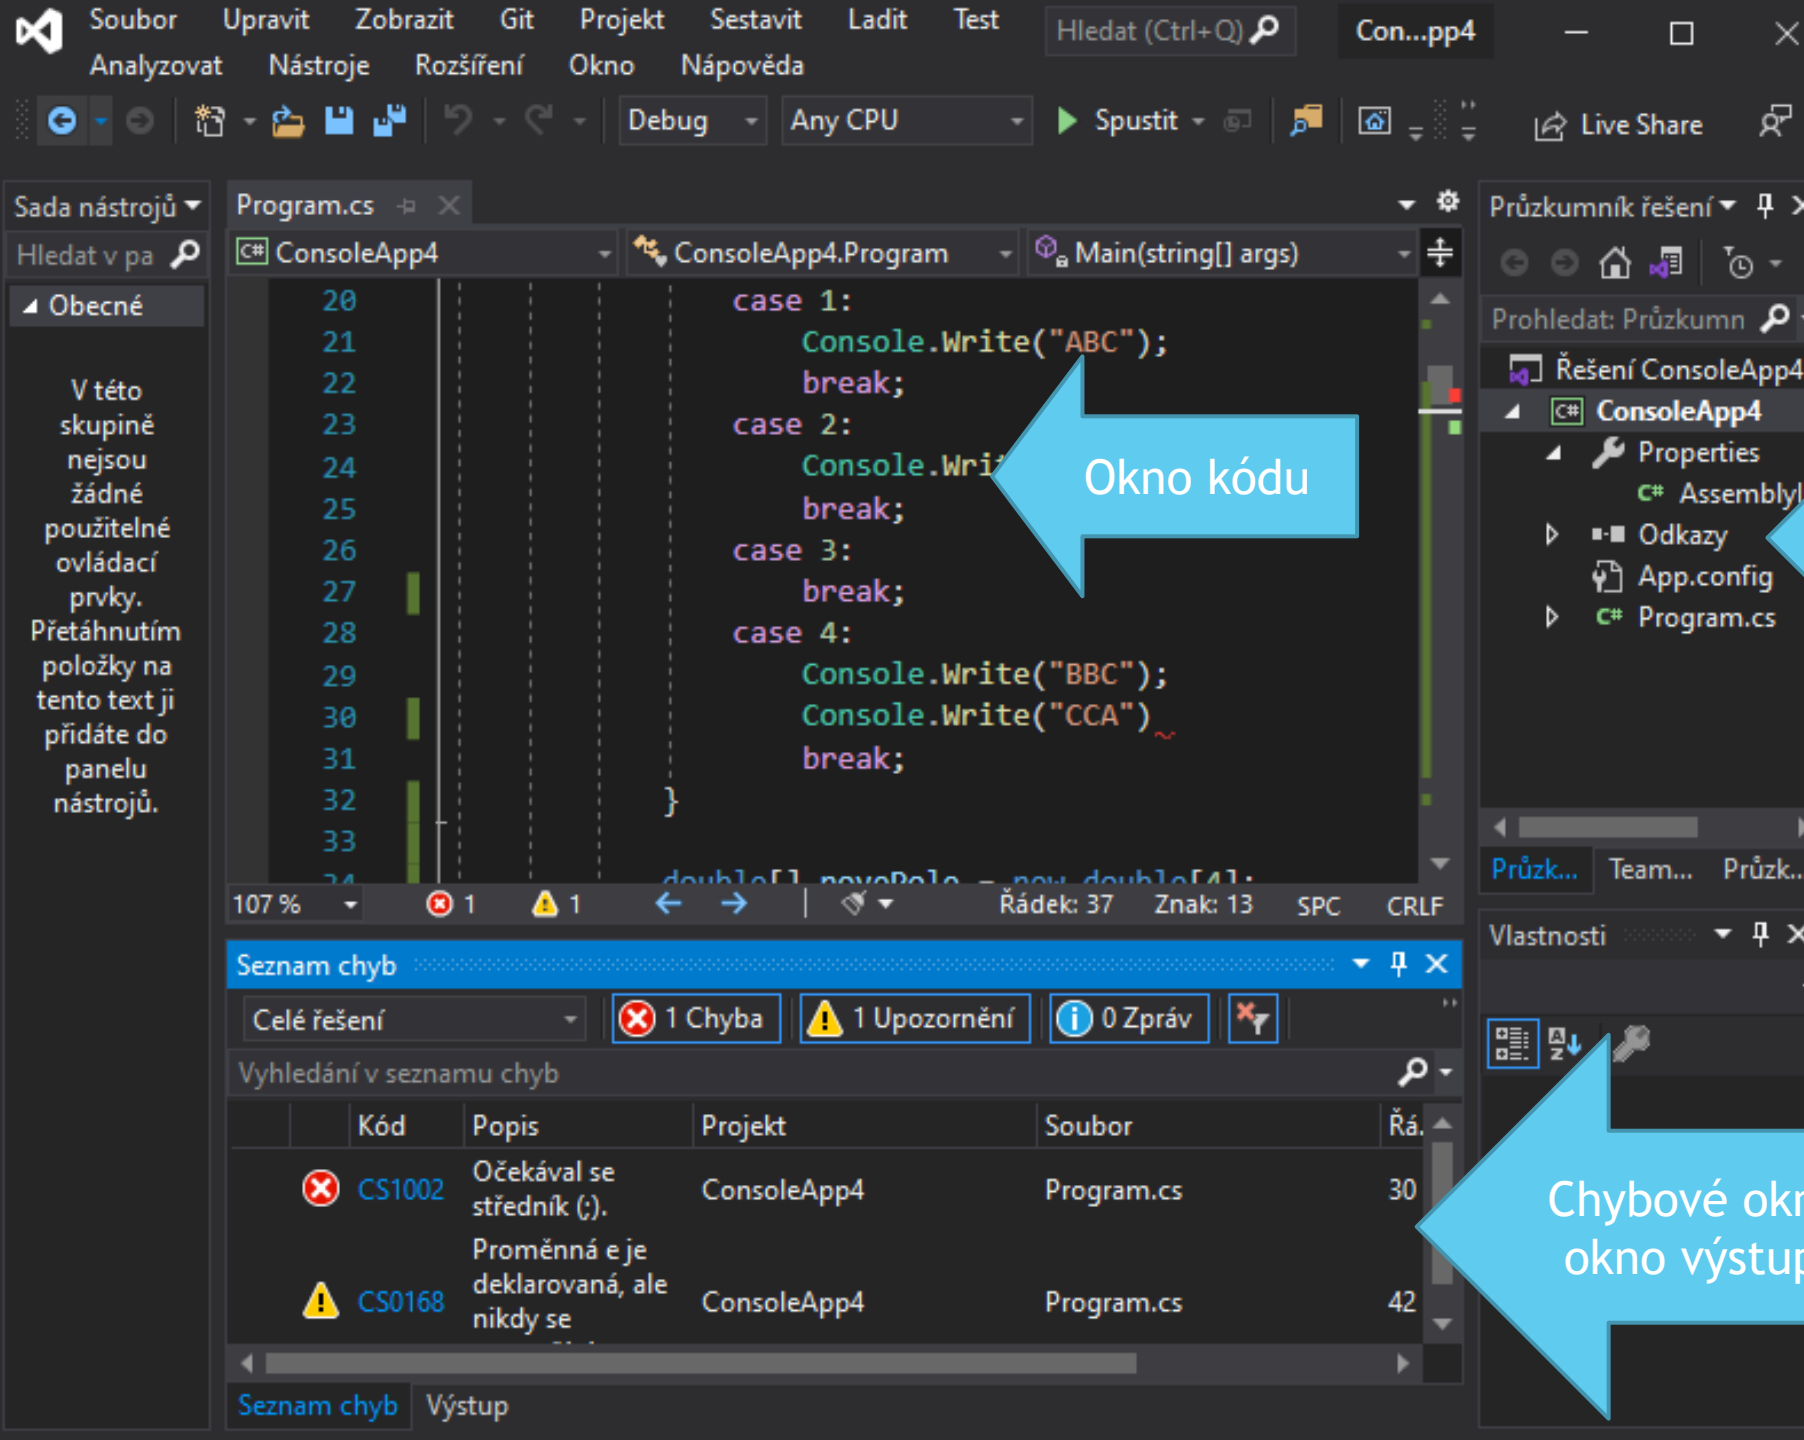 Soubor Upravit Zobrazit Git Projekt Sestavit Ladit Test Hledat (Ctrl+Q) Con...pp4
Analyzovat Nástroje Rozšíření Okno Nápověda
Debug Any CPU Spustit Live Share
Sada nástrojů
Hledat v pa
Obecné
V této
skupině
nejsou
žádné
použitelné
ovládací
prvky.
Přetáhnutím
položky na
tento text ji
přidáte do
panelu
nástrojů.
Program.cs
C# ConsoleApp4 ConsoleApp4.Program Main(string[] args)
20 case 1:
21 Console.Write("ABC");
22 break;
23 case 2:
24 Console.Wri
25 break;
26 case 3:
27 break;
28 case 4:
29 Console.Write("BBC");
30 Console.Write("CCA")
31 break;
32 }
33
34 double[] novePole = new double[4];
Okno kódu
107 % 1 1 Řádek: 37 Znak: 13 SPC CRLF
Seznam chyb
Celé řešení 1 Chyba 1 Upozornění 0 Zpráv
Vyhledání v seznamu chyb
Kód Popis Projekt Soubor Řá.
CS1002 Očekával se
středník (;). ConsoleApp4 Program.cs 30
CS0168 Proměnná e je
deklarovaná, ale
nikdy se ConsoleApp4 Program.cs 42
Seznam chyb Výstup
Průzkumník řešení
Prohledat: Průzkumn
Řešení ConsoleApp4
C# ConsoleApp4
Properties
C# AssemblyI
Odkazy
App.config
C# Program.cs
Průzk... Team... Průzk...
Vlastnosti
Chybové okn
okno výstup